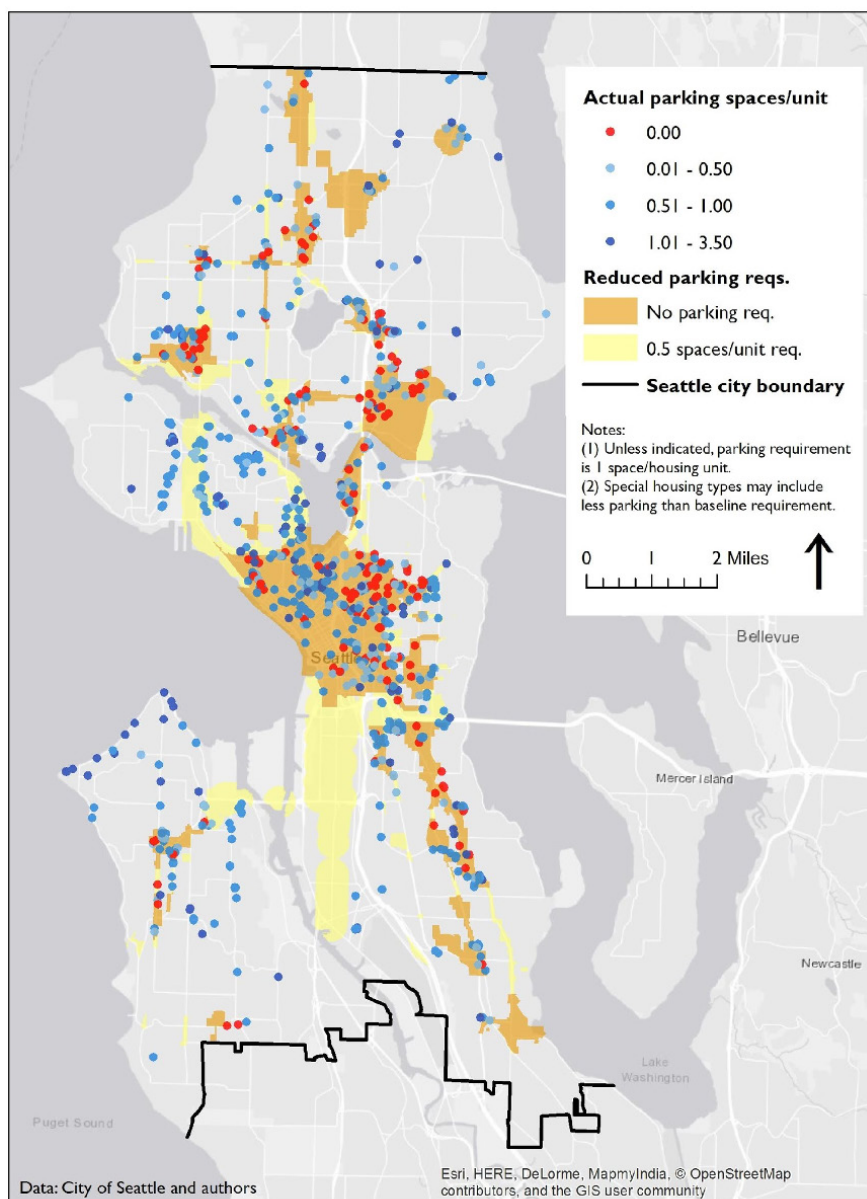 Actual parking spaces/unit
0.00
0.01 - 0.50
0.51 - 1.00
1.01 - 3.50
Reduced parking reqs.
No parking req.
0.5 spaces/unit req.
Seattle city boundary
Notes:
(1) Unless indicated, parking requirement
is 1 space/housing unit.
(2) Special housing types may include
less parking than baseline requirement.
0 1 2 Miles
Bellevue
Seattle
Mercer Island
Newcastle
Lake
Washington
Puget Sound
Data: City of Seattle and authors
Esri, HERE, DeLorme, MapmyIndia, © OpenStreetMap
contributors, and the GIS user community